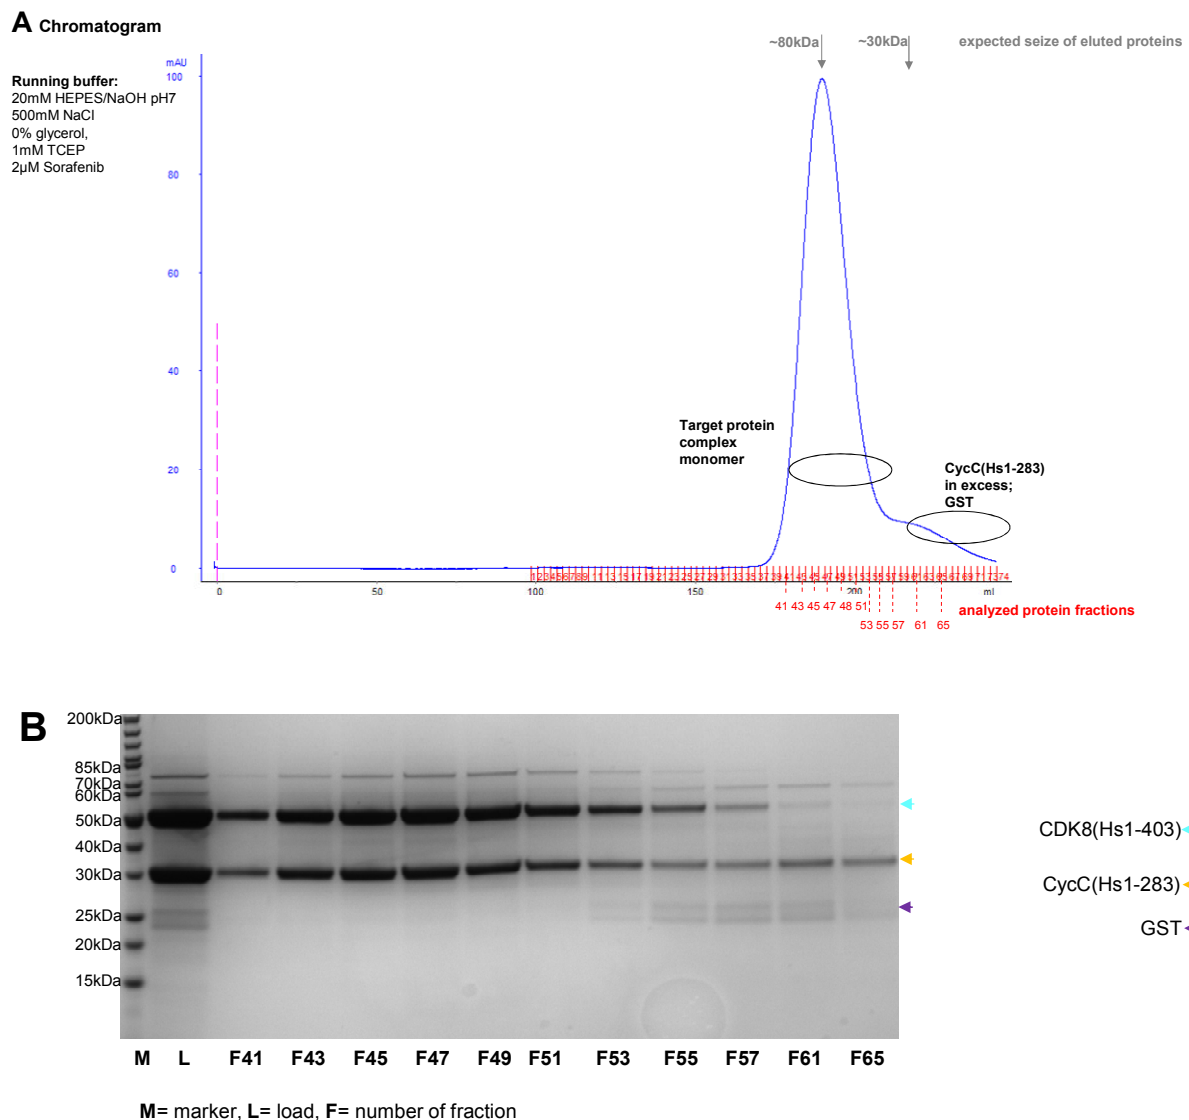 A Chromatogram
Running buffer:
20mM HEPES/NaOH pH7
500mM NaCl
0% glycerol,
1mM TCEP
2µM Sorafenib
~80kDa
~30kDa
expected seize of eluted proteins
mAU
100
80
60
40
20
0
Target protein
complex
monomer
CycC(Hs1-283)
in excess;
GST
0 50 100 150 200 ml
41 43 45 47 48 51
53 55 57 61 65
analyzed protein fractions
B
200kDa
85kDa
70kDa
60kDa
50kDa
40kDa
30kDa
25kDa
20kDa
15kDa
CDK8(Hs1-403)
CycC(Hs1-283)
GST
M L F41 F43 F45 F47 F49 F51 F53 F55 F57 F61 F65
M= marker, L= load, F= number of fraction